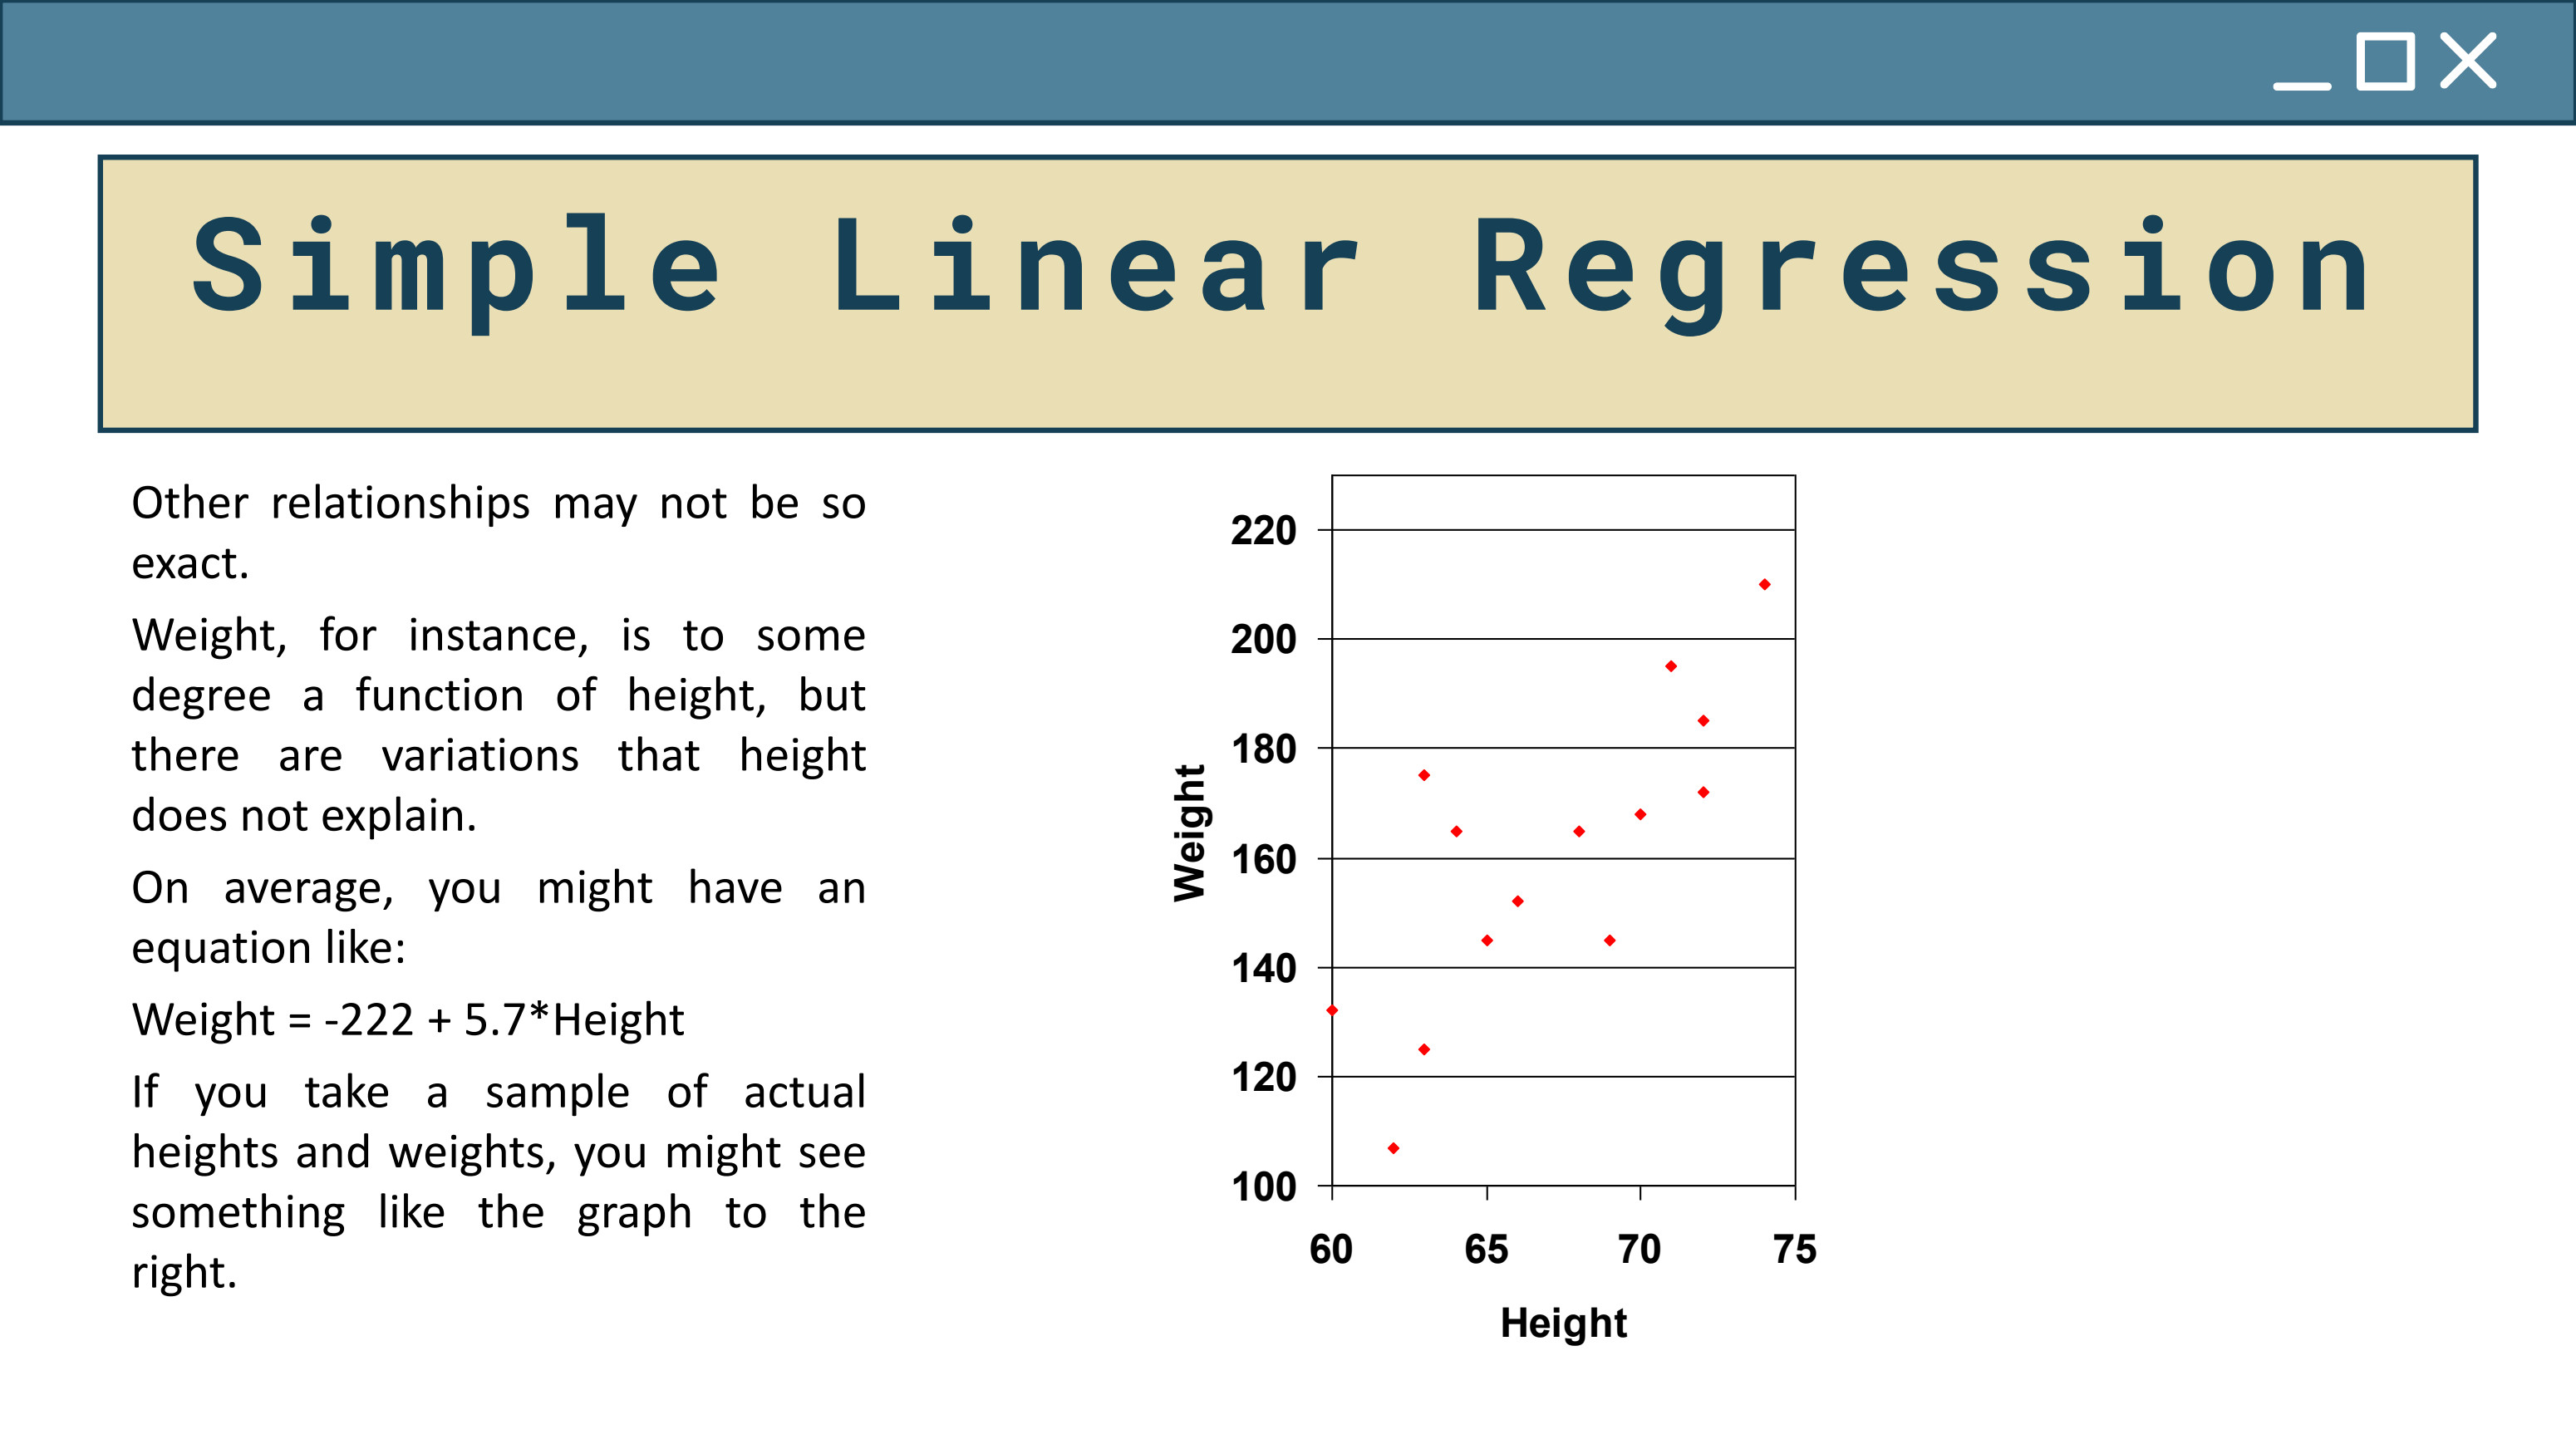 Simple Linear Regression
Other relationships may not be so
exact.
Weight, for instance, is to some
degree a function of height, but
there are variations that height
does not explain.
On average, you might have an
equation like:
Weight = -222 + 5.7*Height
If you take a sample of actual
heights and weights, you might see
something like the graph to the
right.
220
200
180
160
140
120
100
Weight
60 65 70 75
Height